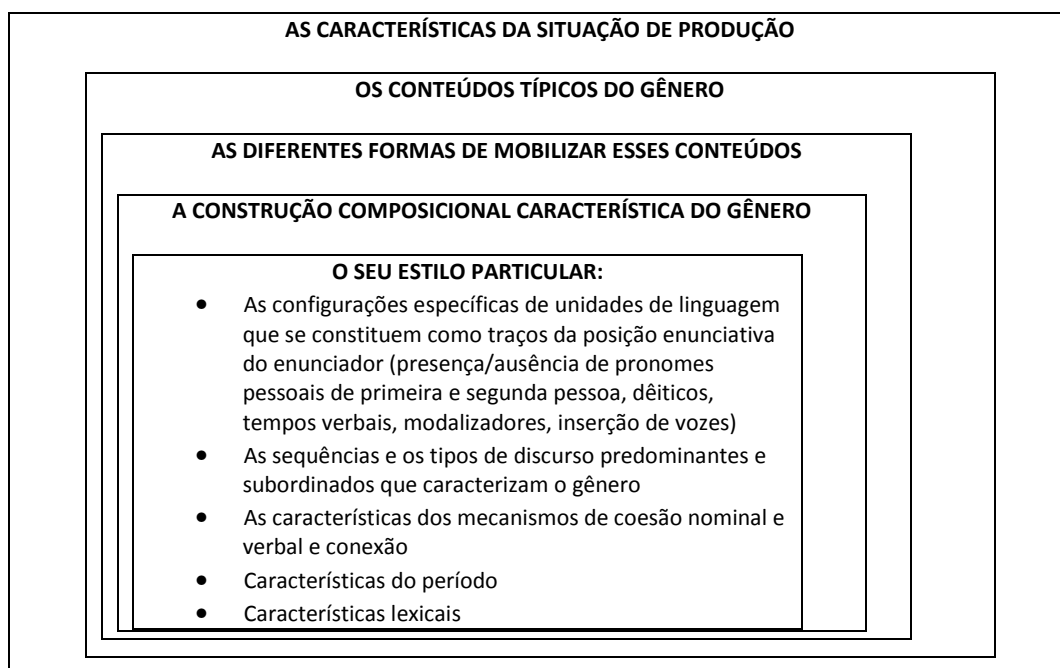 AS CARACTERÍSTICAS DA SITUAÇÃO DE PRODUÇÃO
OS CONTEÚDOS TÍPICOS DO GÊNERO
AS DIFERENTES FORMAS DE MOBILIZAR ESSES CONTEÚDOS
A CONSTRUÇÃO COMPOSICIONAL CARACTERÍSTICA DO GÊNERO
O SEU ESTILO PARTICULAR:
• As configurações específicas de unidades de linguagem
que se constituem como traços da posição enunciativa
do enunciador (presença/ausência de pronomes
pessoais de primeira e segunda pessoa, dêiticos,
tempos verbais, modalizadores, inserção de vozes)
• As sequências e os tipos de discurso predominantes e
subordinados que caracterizam o gênero
• As características dos mecanismos de coesão nominal e
verbal e conexão
• Características do período
• Características lexicais